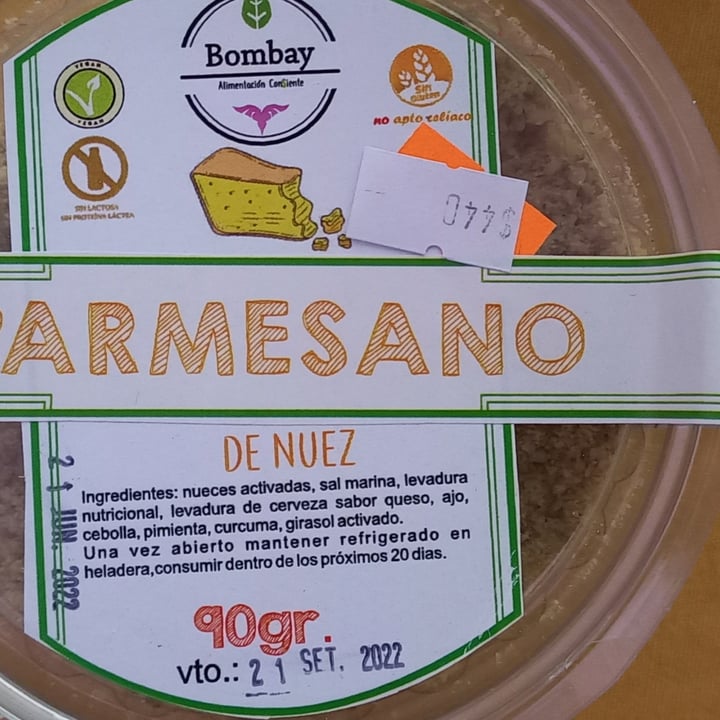 Bombay
Alimentación ConSiente
VEGAN
VEGAN
Sin
Gluten
no apto celíaco
SIN LACTOSA
SIN PROTEÍNA LÁCTEA
$440
PARMESANO
DE NUEZ
Ingredientes: nueces activadas, sal marina, levadura
nutricional, levadura de cerveza sabor queso, ajo,
cebolla, pimienta, curcuma, girasol activado.
Una vez abierto mantener refrigerado en
heladera,consumir dentro de los próximos 20 dias.
21 JUN. 2022
90gr.
vto.: 21 SET. 2022